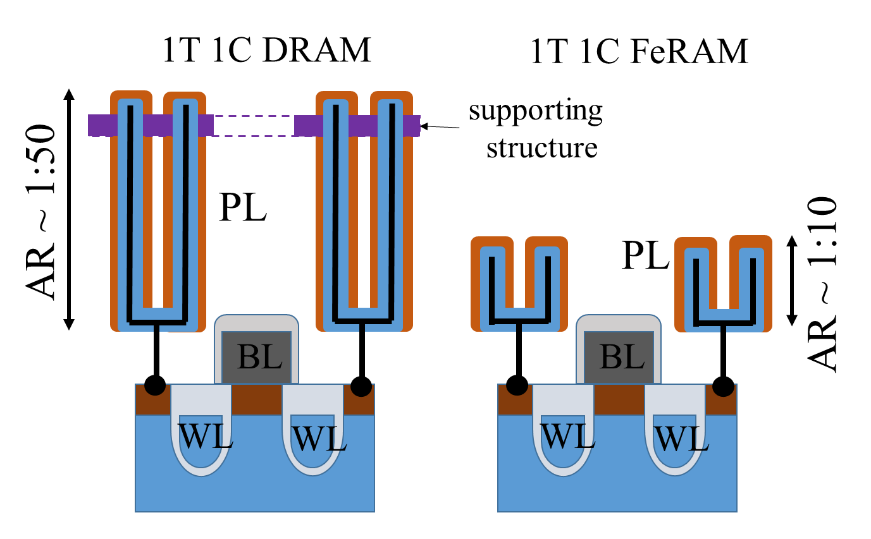 1T 1C DRAM
1T 1C FeRAM
supporting
structure
AR ~ 1:50
PL
PL
AR ~ 1:10
BL
BL
WL
WL
WL
WL